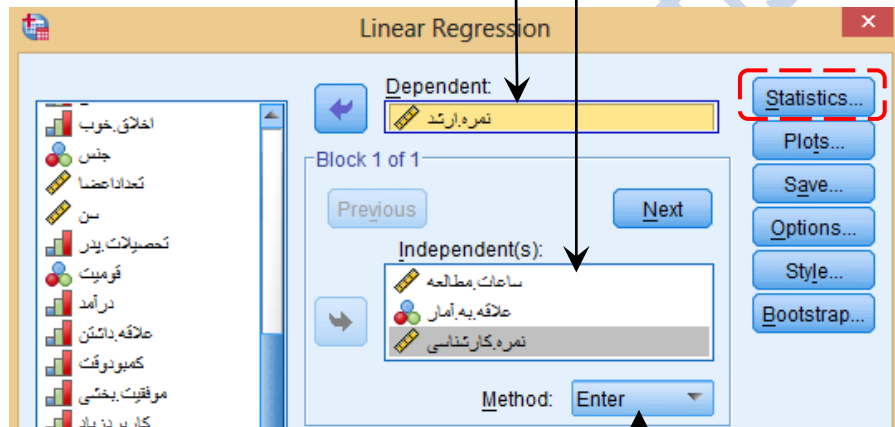 Linear Regression
Dependent:
نمره.ارشد
Statistics...
Plots...
Save...
Options...
Style...
Bootstrap...
Block 1 of 1
Previous
Next
Independent(s):
ساعات.مطالعه
علاقه.به.آمار
نمره.کارشناسی
Method:
Enter
اخلاق.خوب
جنس
تعداداعضا
سن
تحصیلات.پدر
قومیت
درآمد
علاقه.داشتن
کمبودوقت
موفقیت.بخشی